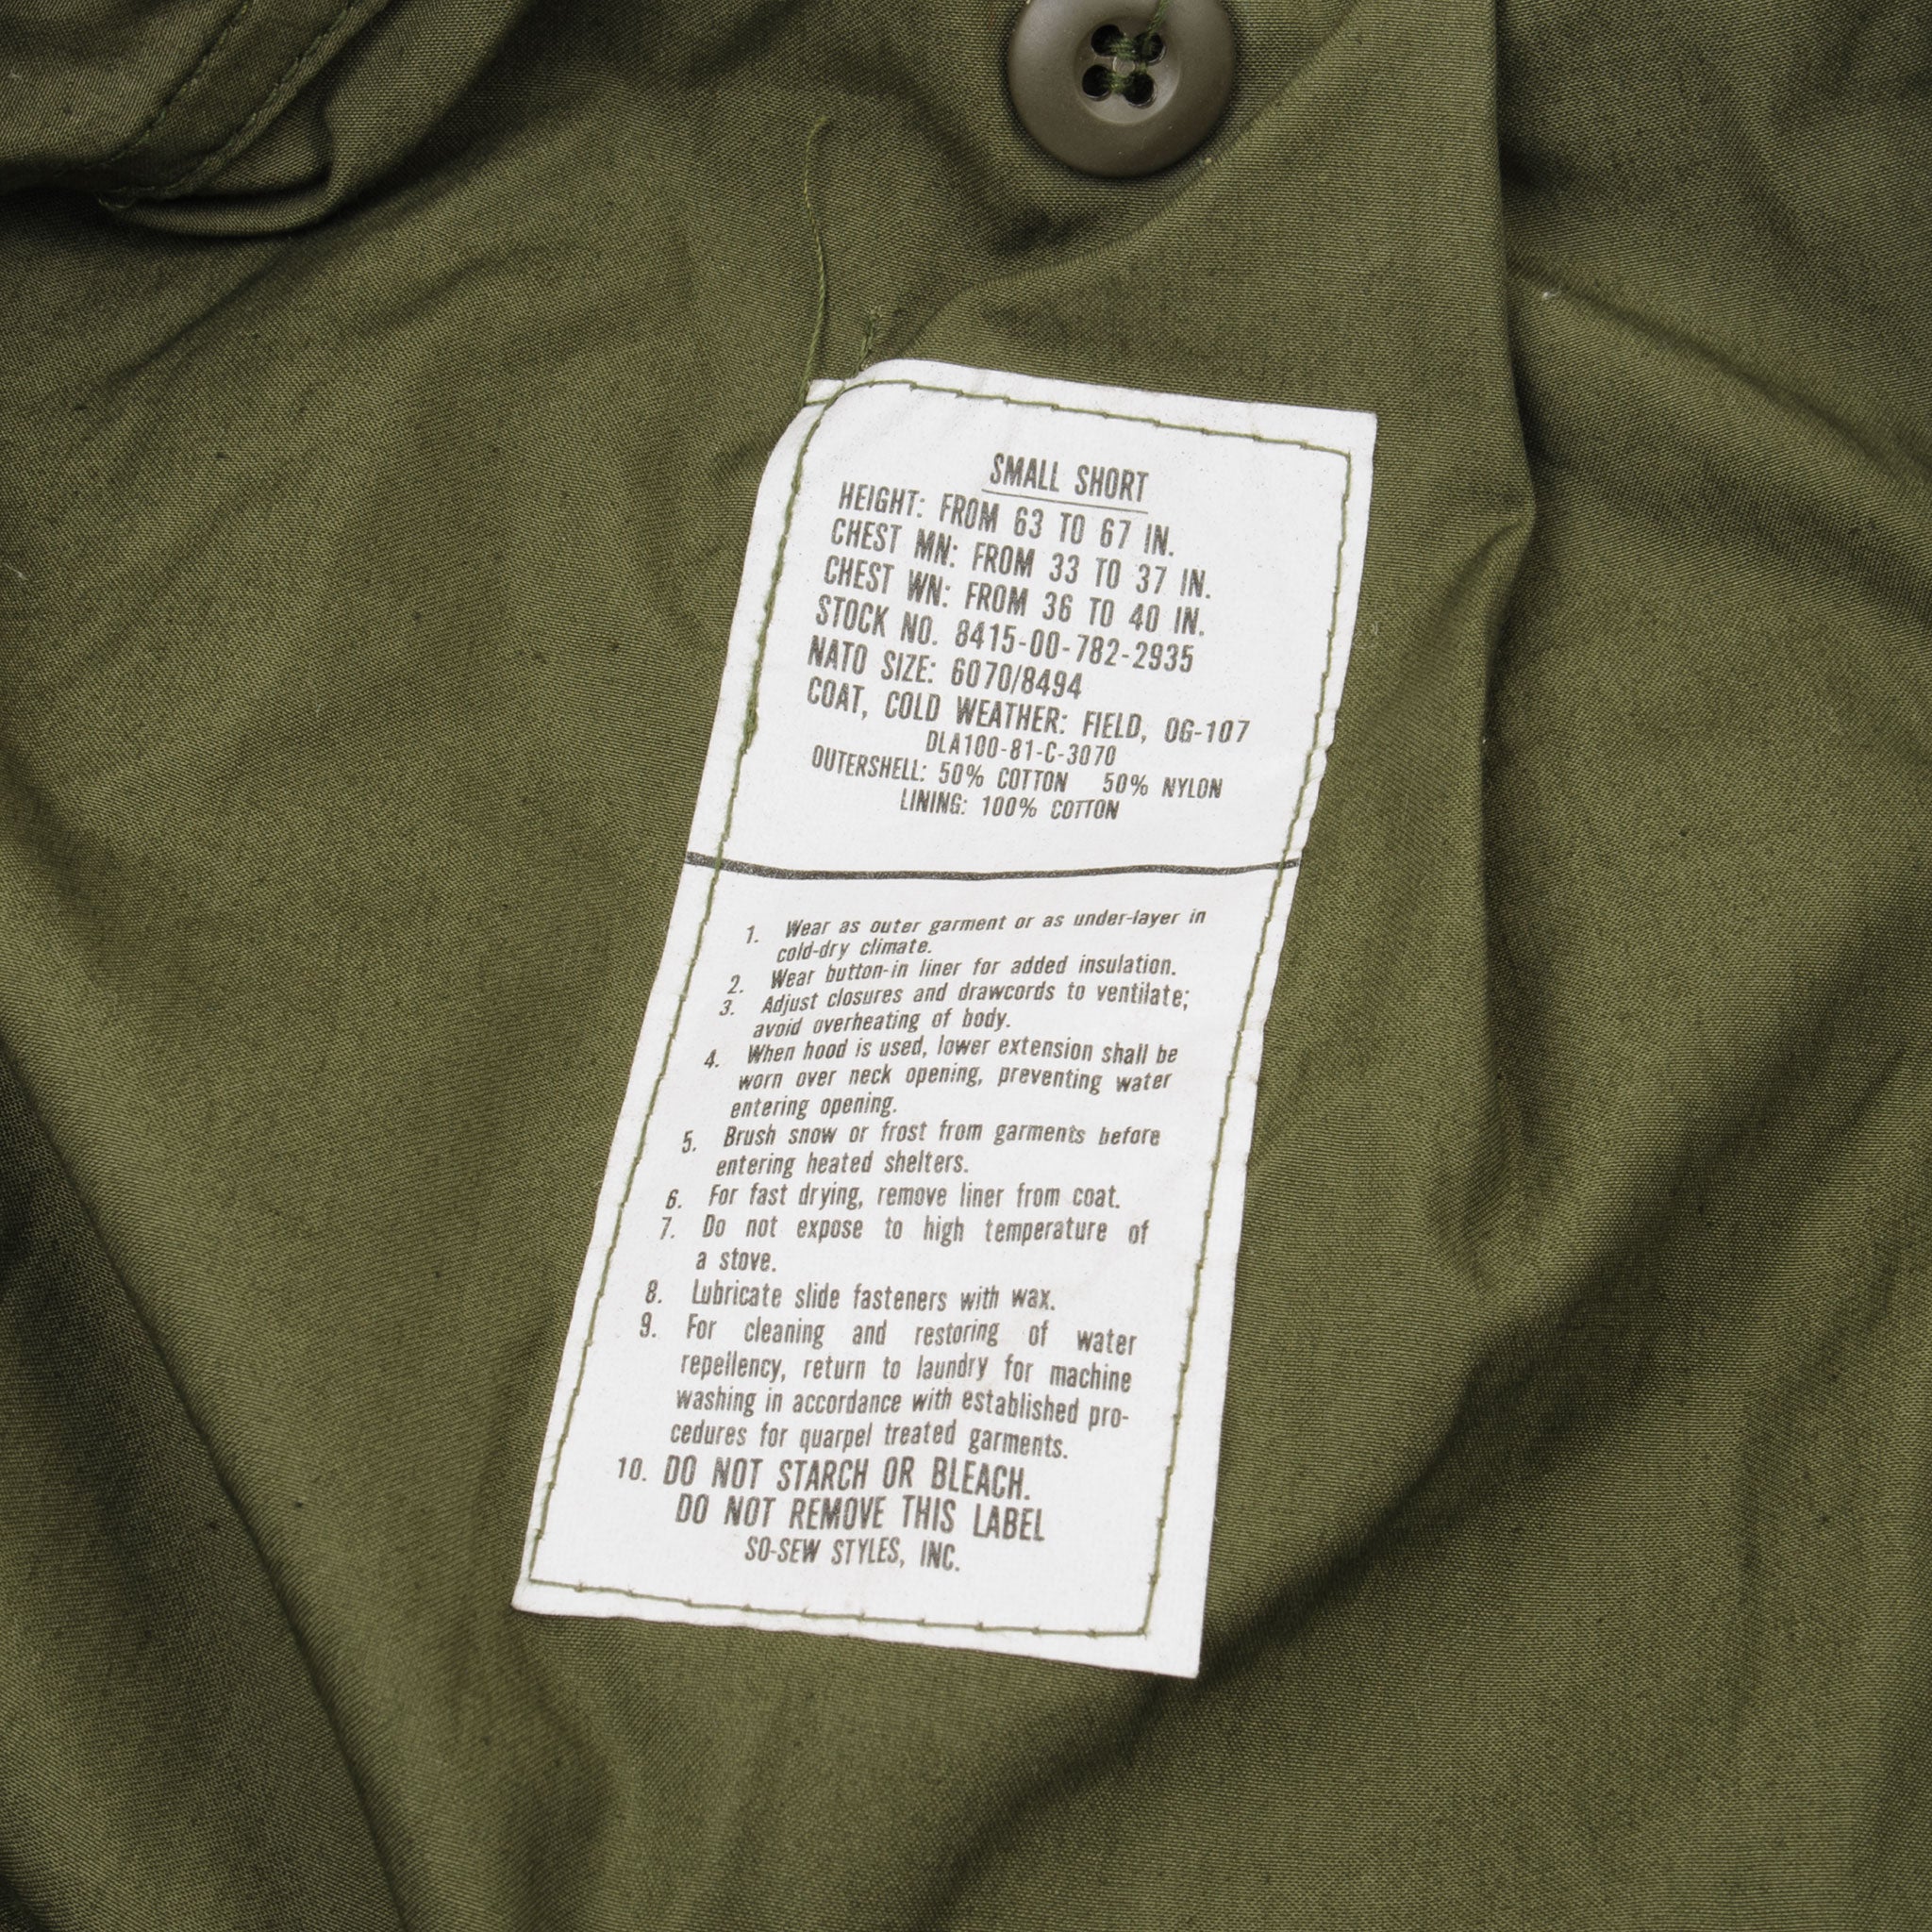 SMALL SHORT
HEIGHT: FROM 63 TO 67 IN.
CHEST MN: FROM 33 TO 37 IN.
CHEST WN: FROM 36 TO 40 IN.
STOCK NO. 8415-00-782-2935
NATO SIZE: 6070/8494
COAT, COLD WEATHER: FIELD, OG-107
DLA100-81-C-3070
OUTERSHELL: 50% COTTON 50% NYLON
LINING: 100% COTTON
1. Wear as outer garment or as under-layer in
cold-dry climate.
2. Wear button-in liner for added insulation.
3. Adjust closures and drawcords to ventilate;
avoid overheating of body.
4. When hood is used, lower extension shall be
worn over neck opening, preventing water
entering opening.
5. Brush snow or frost from garments before
entering heated shelters.
6. For fast drying, remove liner from coat.
7. Do not expose to high temperature of
a stove.
8. Lubricate slide fasteners with wax.
9. For cleaning and restoring of water
repellency, return to laundry for machine
washing in accordance with established pro-
cedures for quarpel treated garments.
10. DO NOT STARCH OR BLEACH.
DO NOT REMOVE THIS LABEL
SO-SEW STYLES, INC.